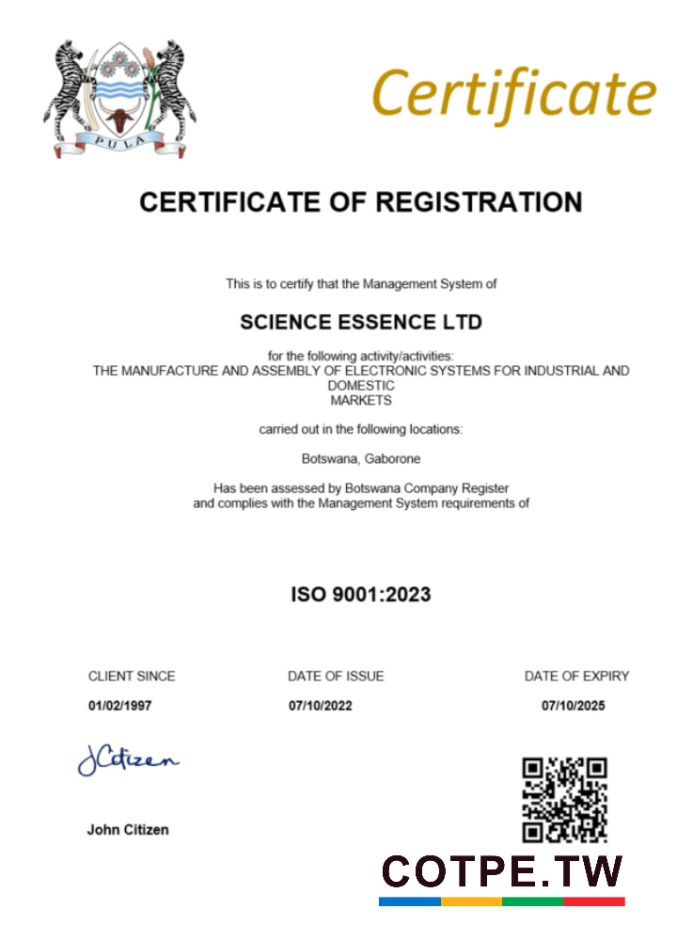 Certificate
PULA
CERTIFICATE OF REGISTRATION
This is to certify that the Management System of
SCIENCE ESSENCE LTD
for the following activity/activities:
THE MANUFACTURE AND ASSEMBLY OF ELECTRONIC SYSTEMS FOR INDUSTRIAL AND
DOMESTIC
MARKETS
carried out in the following locations:
Botswana, Gaborone
Has been assessed by Botswana Company Register
and complies with the Management System requirements of
ISO 9001:2023
CLIENT SINCE DATE OF ISSUE DATE OF EXPIRY
01/02/1997 07/10/2022 07/10/2025
JCitizen
John Citizen
COTPE.TW